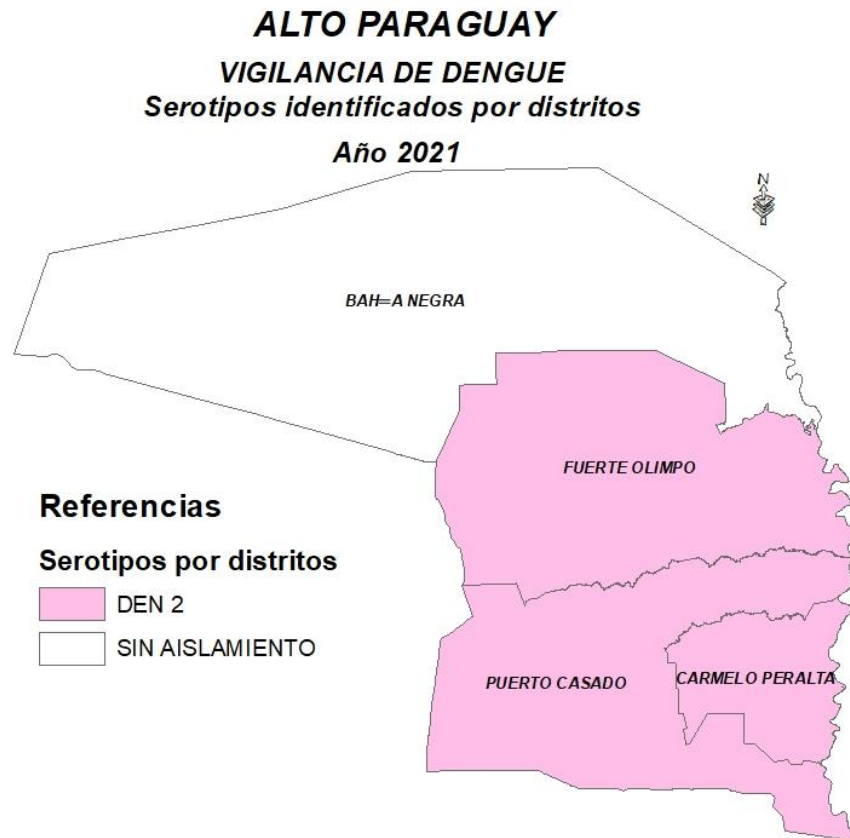 ALTO PARAGUAY
VIGILANCIA DE DENGUE
Serotipos identificados por distritos
Año 2021
N
BAH=A NEGRA
FUERTE OLIMPO
Referencias
Serotipos por distritos
DEN 2
SIN AISLAMIENTO
PUERTO CASADO
CARMELO PERALTA